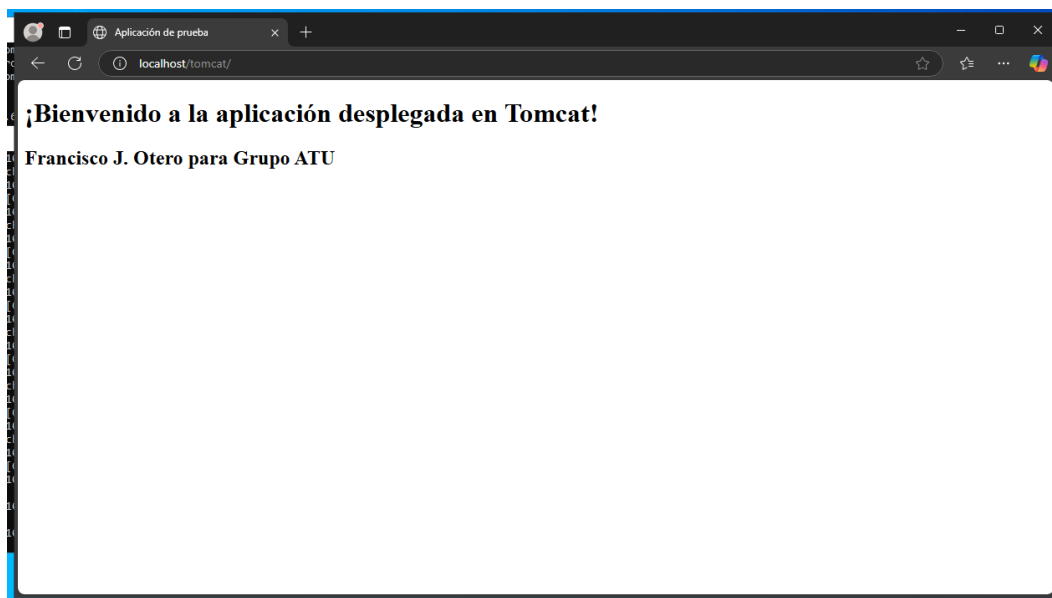 Aplicación de prueba
localhost/tomcat/
¡Bienvenido a la aplicación desplegada en Tomcat!
Francisco J. Otero para Grupo ATU